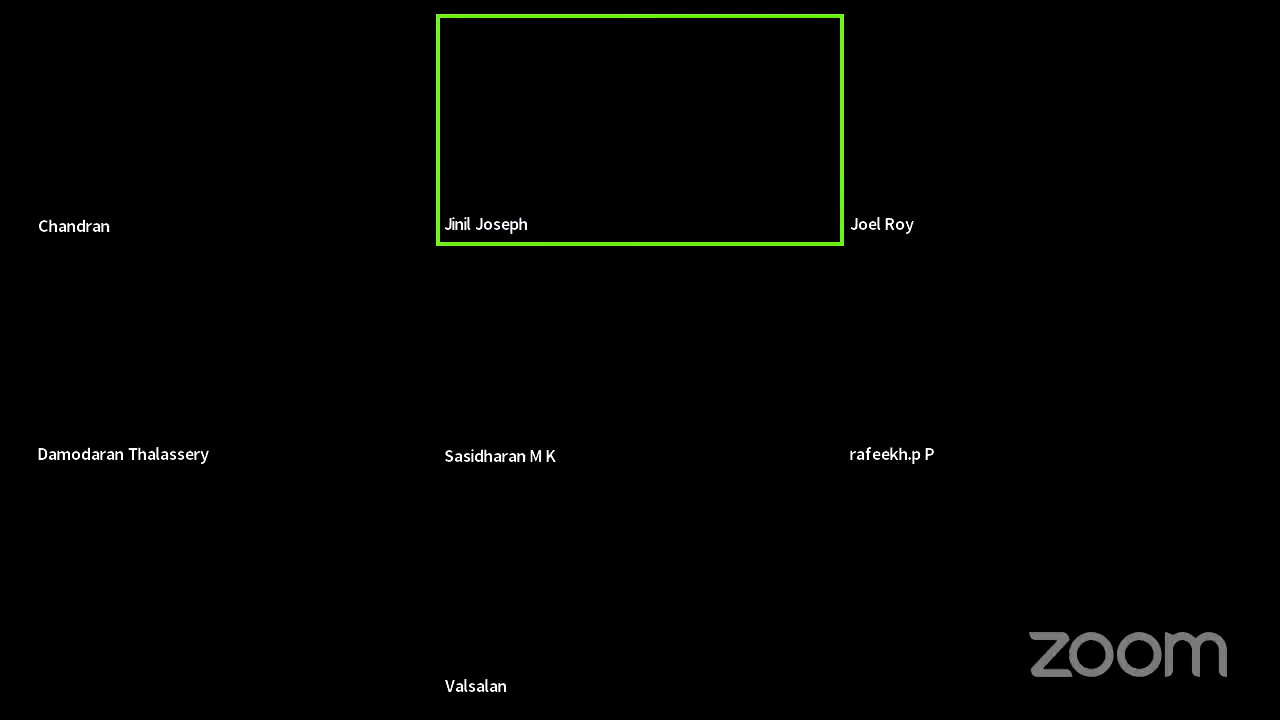 Chandran
Jinil Joseph
Joel Roy
Damodaran Thalassery
Sasidharan M K
rafeekh.p P
Valsalan
zoom